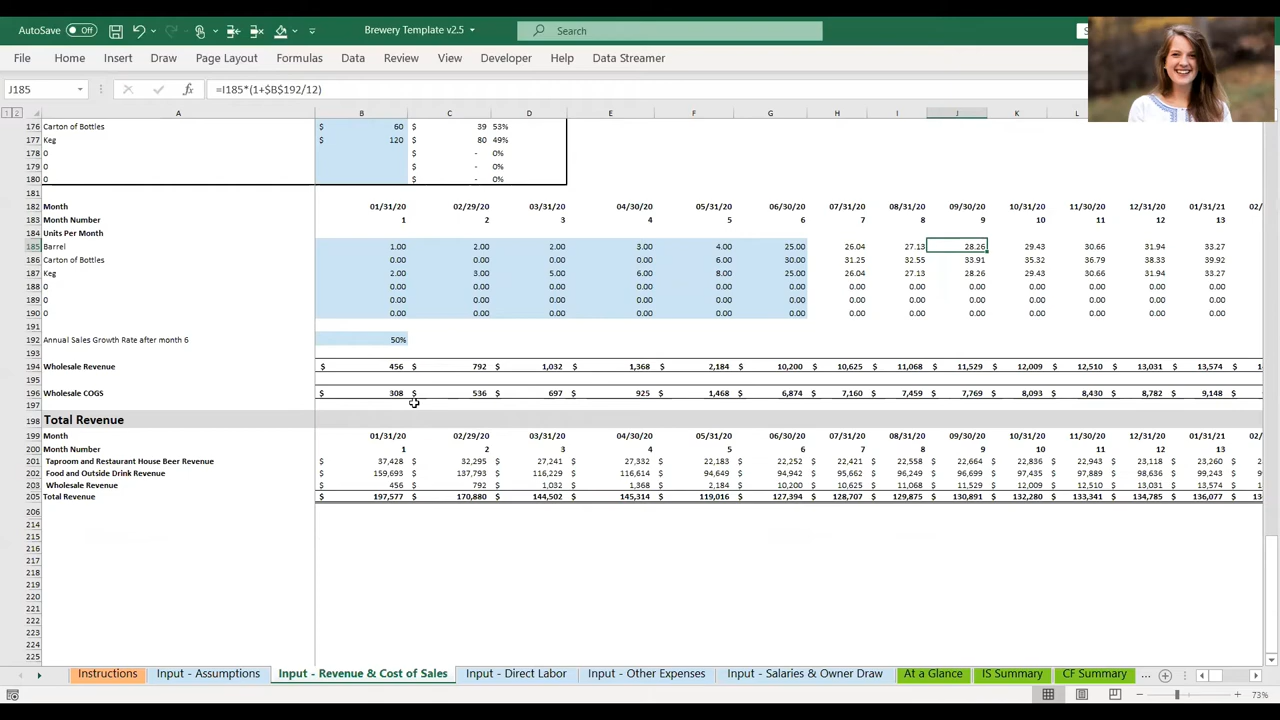 AutoSave Off Brewery Template v2.5 Search
File Home Insert Draw Page Layout Formulas Data Review View Developer Help Data Streamer
J185 fx =I185*(1+$B$192/12)
1 2 A B C D E F G H I J K L
176 Carton of Bottles $ 60 $ 39 53%
177 Keg $ 120 $ 80 49%
178 0 $ - 0%
179 0 $ - 0%
180 0 $ - 0%
181
182 Month 01/31/20 02/29/20 03/31/20 04/30/20 05/31/20 06/30/20 07/31/20 08/31/20 09/30/20 10/31/20 11/30/20 12/31/20 01/31/21 02/
183 Month Number 1 2 3 4 5 6 7 8 9 10 11 12 13
184 Units Per Month
185 Barrel 1.00 2.00 2.00 3.00 4.00 25.00 26.04 27.13 28.26 29.43 30.66 31.94 33.27
186 Carton of Bottles 0.00 0.00 0.00 0.00 6.00 30.00 31.25 32.55 33.91 35.32 36.79 38.33 39.92
187 Keg 2.00 3.00 5.00 6.00 8.00 25.00 26.04 27.13 28.26 29.43 30.66 31.94 33.27
188 0 0.00 0.00 0.00 0.00 0.00 0.00 0.00 0.00 0.00 0.00 0.00 0.00 0.00
189 0 0.00 0.00 0.00 0.00 0.00 0.00 0.00 0.00 0.00 0.00 0.00 0.00 0.00
190 0 0.00 0.00 0.00 0.00 0.00 0.00 0.00 0.00 0.00 0.00 0.00 0.00 0.00
191
192 Annual Sales Growth Rate after month 6 50%
193
194 Wholesale Revenue $ 456 $ 792 $ 1,032 $ 1,368 $ 2,184 $ 10,200 $ 10,625 $ 11,068 $ 11,529 $ 12,009 $ 12,510 $ 13,031 $ 13,574 $ 1
195
196 Wholesale COGS $ 308 $ 536 $ 697 $ 925 $ 1,468 $ 6,874 $ 7,160 $ 7,459 $ 7,769 $ 8,093 $ 8,430 $ 8,782 $ 9,148 $
197
198 Total Revenue
199 Month 01/31/20 02/29/20 03/31/20 04/30/20 05/31/20 06/30/20 07/31/20 08/31/20 09/30/20 10/31/20 11/30/20 12/31/20 01/31/21 02/
200 Month Number 1 2 3 4 5 6 7 8 9 10 11 12 13
201 Taproom and Restaurant House Beer Revenue $ 37,428 $ 32,295 $ 27,241 $ 27,332 $ 22,183 $ 22,252 $ 22,421 $ 22,558 $ 22,664 $ 22,836 $ 22,943 $ 23,118 $ 23,260 $ 2
202 Food and Outside Drink Revenue $ 159,693 $ 137,793 $ 116,229 $ 116,614 $ 94,649 $ 94,942 $ 95,662 $ 96,249 $ 96,699 $ 97,435 $ 97,889 $ 98,636 $ 99,243 $ 9
203 Wholesale Revenue $ 456 $ 792 $ 1,032 $ 1,368 $ 2,184 $ 10,200 $ 10,625 $ 11,068 $ 11,529 $ 12,009 $ 12,510 $ 13,031 $ 13,574 $ 1
205 Total Revenue $ 197,577 $ 170,880 $ 144,502 $ 145,314 $ 119,016 $ 127,394 $ 128,707 $ 129,875 $ 130,891 $ 132,280 $ 133,341 $ 134,785 $ 136,077 $ 13
206
214
215
216
217
218
219
220
221
222
223
224
225
Instructions Input - Assumptions Input - Revenue & Cost of Sales Input - Direct Labor Input - Other Expenses Input - Salaries & Owner Draw At a Glance IS Summary CF Summary ...
73%